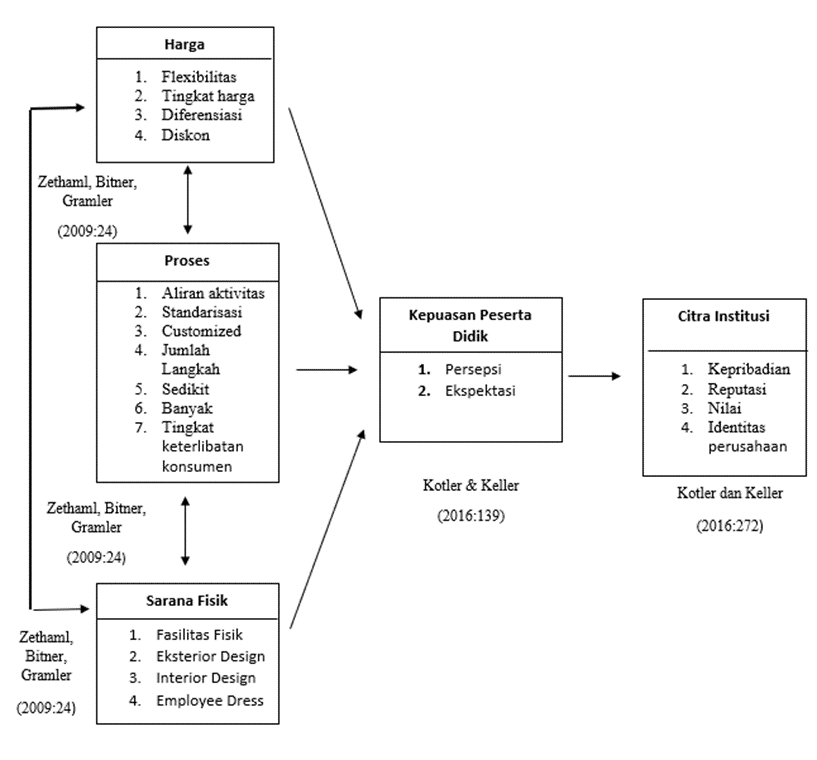 Harga
1. Flexibilitas
2. Tingkat harga
3. Diferensiasi
4. Diskon
Zethaml, Bitner,
Gramler
(2009:24)
Proses
1. Aliran aktivitas
2. Standarisasi
3. Customized
4. Jumlah
Langkah
5. Sedikit
6. Banyak
7. Tingkat
keterlibatan
konsumen
Zethaml, Bitner,
Gramler
(2009:24)
Sarana Fisik
1. Fasilitas Fisik
2. Eksterior Design
3. Interior Design
4. Employee Dress
Zethaml,
Bitner,
Gramler
(2009:24)
Kepuasan Peserta
Didik
1. Persepsi
2. Ekspektasi
Kotler & Keller
(2016:139)
Citra Institusi
1. Kepribadian
2. Reputasi
3. Nilai
4. Identitas
perusahaan
Kotler dan Keller
(2016:272)